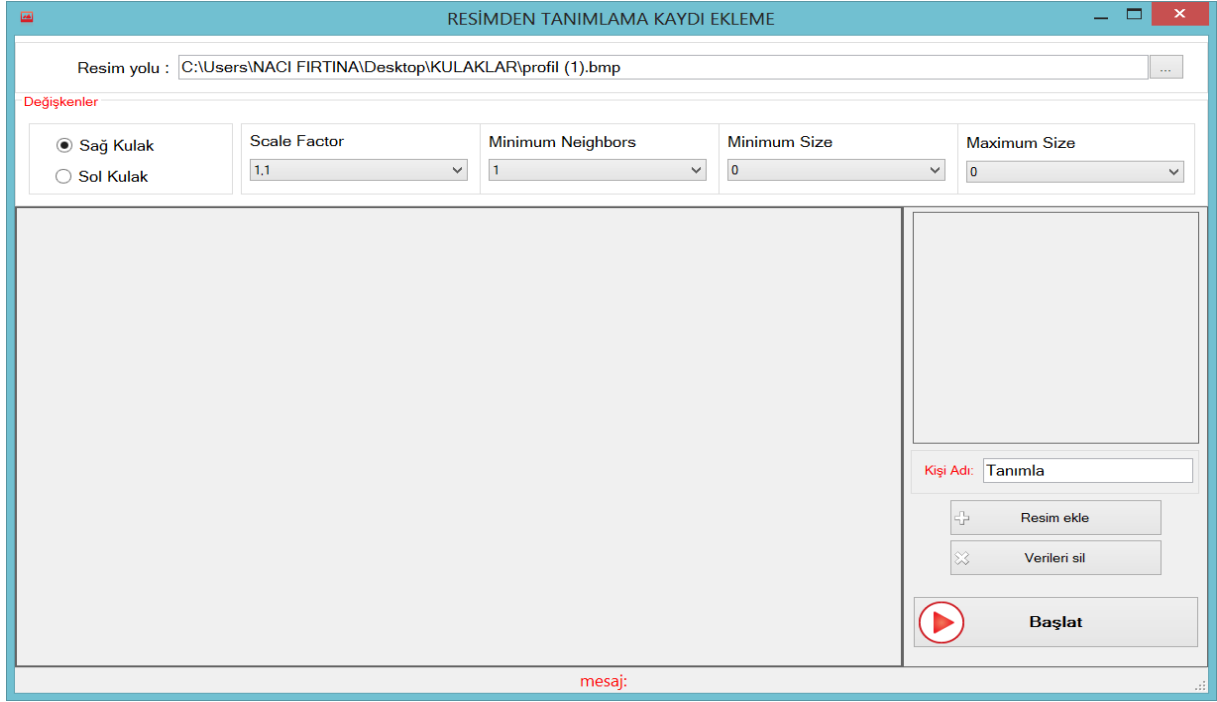 RESİMDEN TANIMLAMA KAYDI EKLEME
Resim yolu : C:\Users\NACI FIRTINA\Desktop\KULAKLAR\profil (1).bmp ...
Değişkenler
Sağ Kulak
Sol Kulak
Scale Factor
1,1
Minimum Neighbors
1
Minimum Size
0
Maximum Size
0
Kişi Adı: Tanımla
Resim ekle
Verileri sil
Başlat
mesaj: